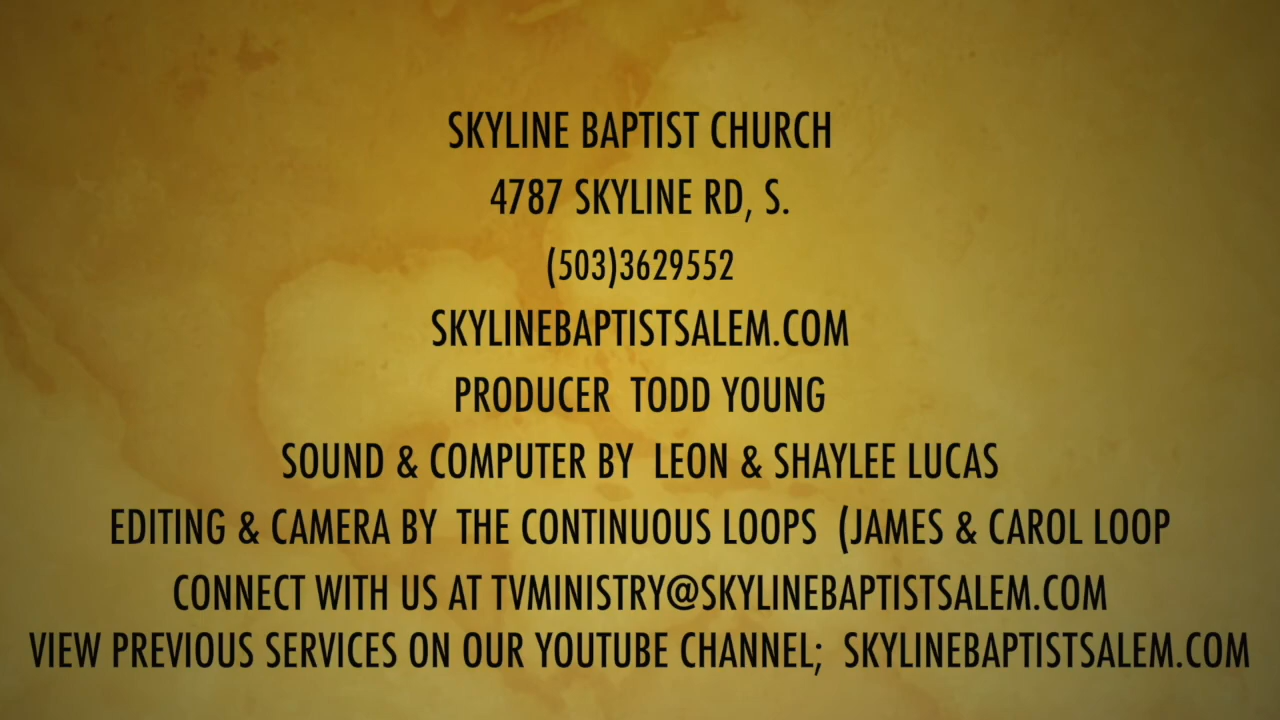 SKYLINE BAPTIST CHURCH
4787 SKYLINE RD, S.
(503)3629552
SKYLINEBAPTISTSALEM.COM
PRODUCER  TODD YOUNG
SOUND & COMPUTER BY  LEON & SHAYLEE LUCAS
EDITING & CAMERA BY  THE CONTINUOUS LOOPS  (JAMES & CAROL LOOP
CONNECT WITH US AT TVMINISTRY@SKYLINEBAPTISTSALEM.COM
VIEW PREVIOUS SERVICES ON OUR YOUTUBE CHANNEL;  SKYLINEBAPTISTSALEM.COM